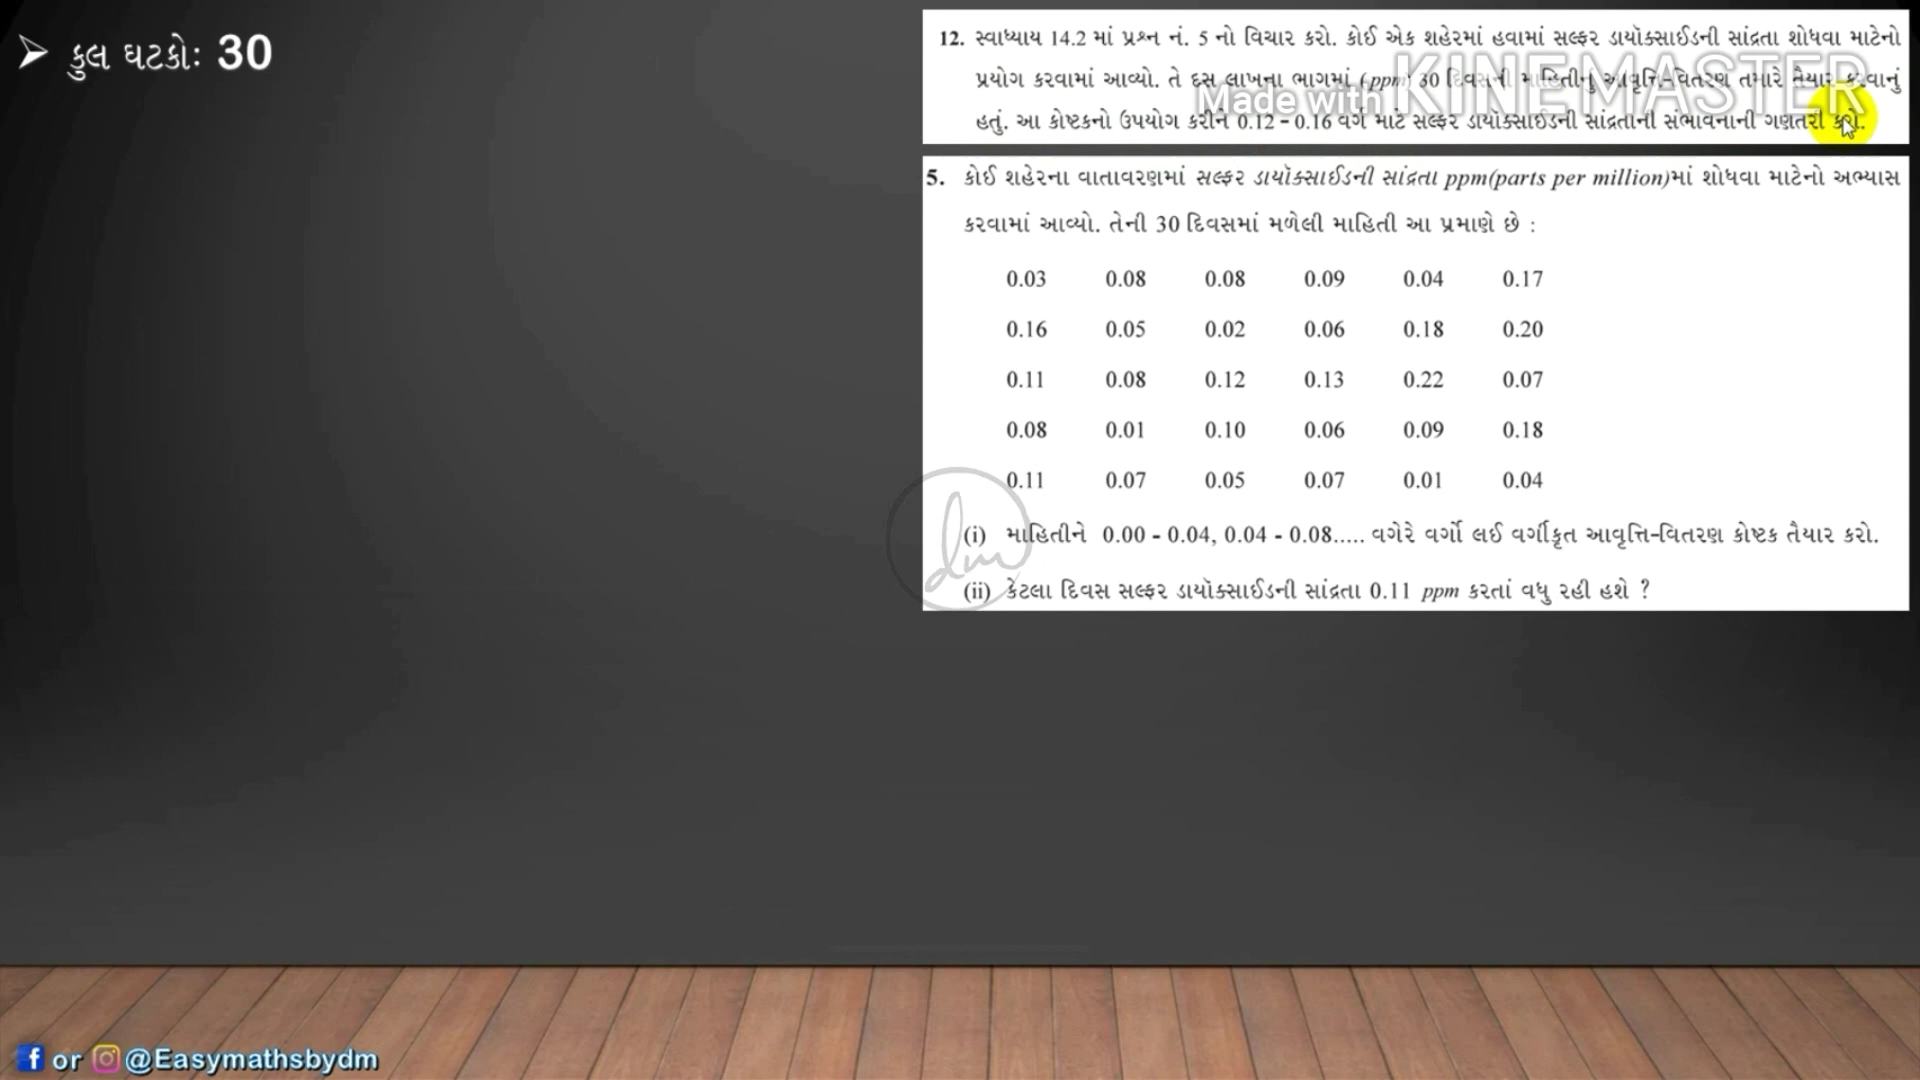 ➢ કુલ ઘટકો: 30
12. સ્વાધ્યાય 14.2 માં પ્રશ્ન નં. 5 નો વિચાર કરો. કોઈ એક શહેરમાં હવામાં સલ્ફર ડાયૉક્સાઈડની સાંદ્રતા શોધવા માટેનો
પ્રયોગ કરવામાં આવ્યો. તે દસ લાખના ભાગમાં (ppm) 30 દિવસની માહિતીનું આવૃત્તિ-વિતરણ તમારે તૈયાર કરવાનું
Made with KINEMASTER
હતું. આ કોષ્ટકનો ઉપયોગ કરીને 0.12 - 0.16 વર્ગ માટે સલ્ફર ડાયૉક્સાઈડની સાંદ્રતાની સંભાવનાની ગણતરી કરો.
5. કોઈ શહેરના વાતાવરણમાં સલ્ફર ડાયૉક્સાઈડની સાંદ્રતા ppm(parts per million)માં શોધવા માટેનો અભ્યાસ
કરવામાં આવ્યો. તેની 30 દિવસમાં મળેલી માહિતી આ પ્રમાણે છે :
0.03 0.08 0.08 0.09 0.04 0.17
0.16 0.05 0.02 0.06 0.18 0.20
0.11 0.08 0.12 0.13 0.22 0.07
0.08 0.01 0.10 0.06 0.09 0.18
0.11 0.07 0.05 0.07 0.01 0.04
dm
(i) માહિતીને 0.00 - 0.04, 0.04 - 0.08..... વગેરે વર્ગો લઈ વર્ગીકૃત આવૃત્તિ-વિતરણ કોષ્ટક તૈયાર કરો.
(ii) કેટલા દિવસ સલ્ફર ડાયૉક્સાઈડની સાંદ્રતા 0.11 ppm કરતાં વધુ રહી હશે ?
f or @Easymathsbydm